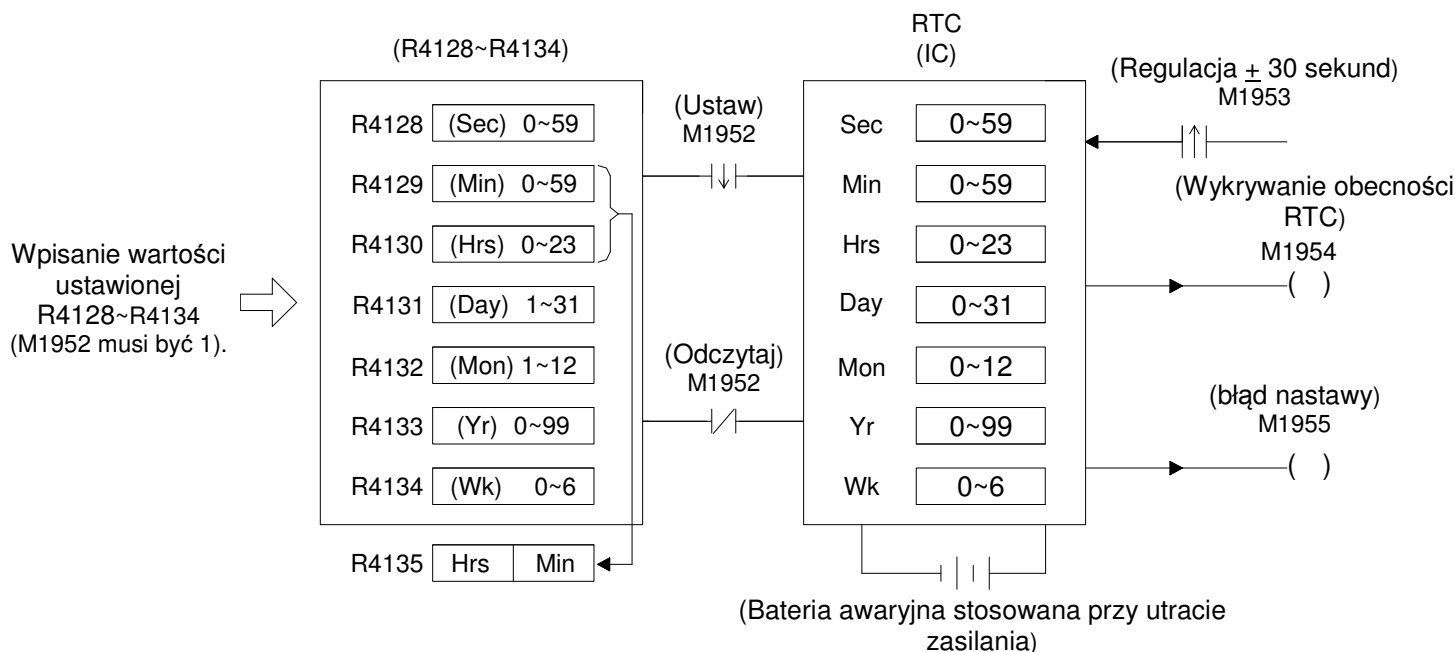 (R4128~R4134)
RTC
(IC)
(Regulacja ± 30 sekund)
M1953
R4128 (Sec) 0~59
R4129 (Min) 0~59
R4130 (Hrs) 0~23
R4131 (Day) 1~31
R4132 (Mon) 1~12
R4133 (Yr) 0~99
R4134 (Wk) 0~6
R4135 Hrs Min
Wpisanie wartości
ustawionej
R4128~R4134
(M1952 musi być 1).
(Ustaw)
M1952
(Odczytaj)
M1952
Sec 0~59
Min 0~59
Hrs 0~23
Day 0~31
Mon 0~12
Yr 0~99
Wk 0~6
(Wykrywanie obecności
RTC)
M1954
( )
(błąd nastawy)
M1955
( )
(Bateria awaryjna stosowana przy utracie
zasilania)